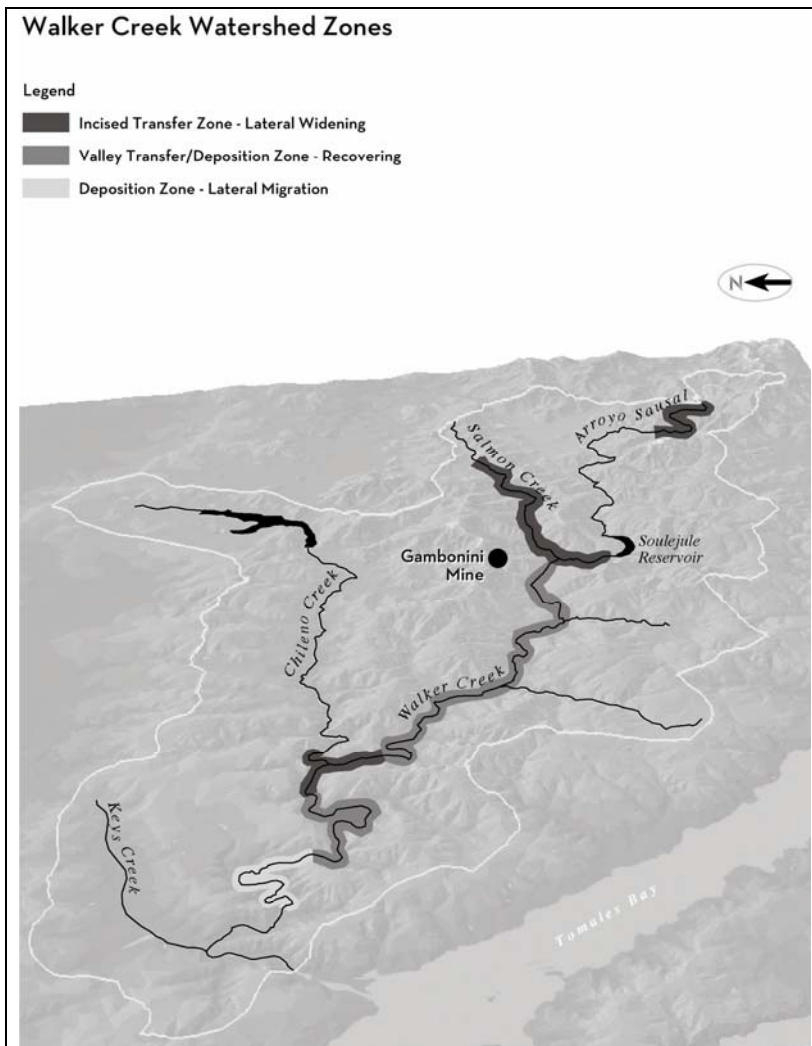 Walker Creek Watershed Zones
Legend
Incised Transfer Zone - Lateral Widening
Valley Transfer/Deposition Zone - Recovering
Deposition Zone - Lateral Migration
N
Arroyo Sausal
Salmon Creek
Soulejule
Reservoir
Gambonini
Mine
Chileno Creek
Walker Creek
Keys Creek
Tomales Bay